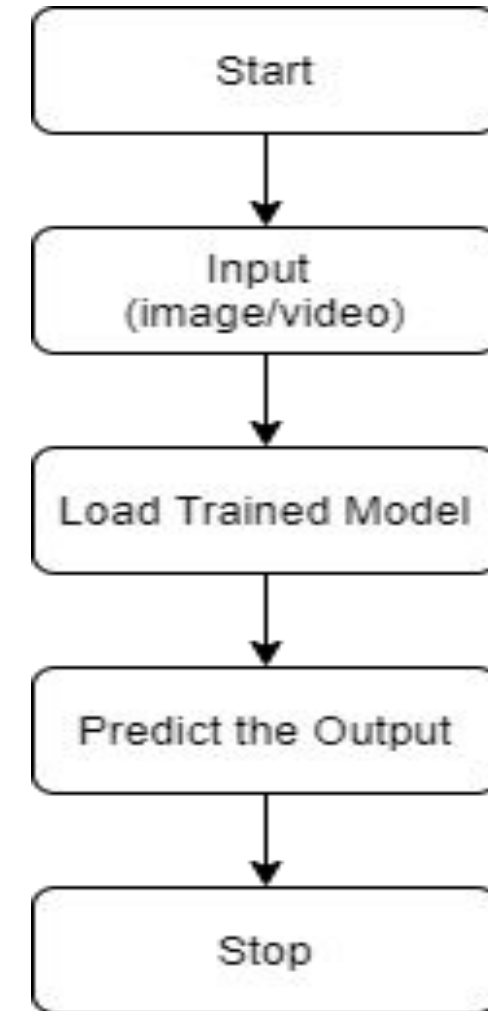 Start
Input
(image/video)
Load Trained Model
Predict the Output
Stop